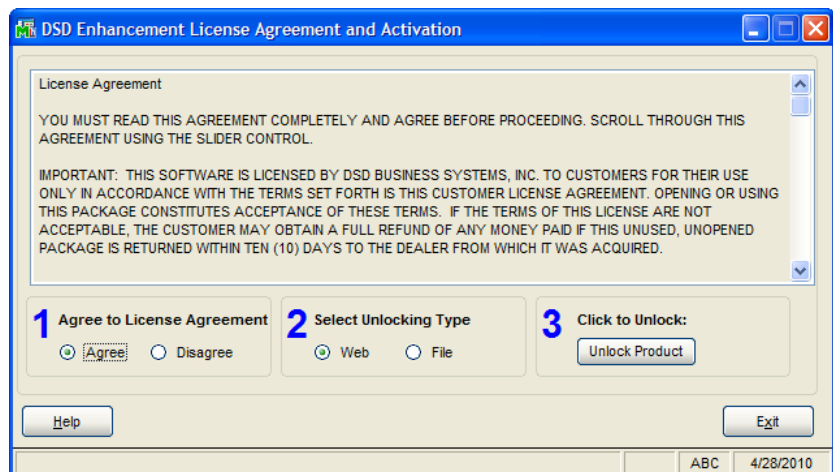 DSD Enhancement License Agreement and Activation
License Agreement
YOU MUST READ THIS AGREEMENT COMPLETELY AND AGREE BEFORE PROCEEDING. SCROLL THROUGH THIS
AGREEMENT USING THE SLIDER CONTROL.
IMPORTANT: THIS SOFTWARE IS LICENSED BY DSD BUSINESS SYSTEMS, INC. TO CUSTOMERS FOR THEIR USE
ONLY IN ACCORDANCE WITH THE TERMS SET FORTH IS THIS CUSTOMER LICENSE AGREEMENT. OPENING OR USING
THIS PACKAGE CONSTITUTES ACCEPTANCE OF THESE TERMS. IF THE TERMS OF THIS LICENSE ARE NOT
ACCEPTABLE, THE CUSTOMER MAY OBTAIN A FULL REFUND OF ANY MONEY PAID IF THIS UNUSED, UNOPENED
PACKAGE IS RETURNED WITHIN TEN (10) DAYS TO THE DEALER FROM WHICH IT WAS ACQUIRED.
1 Agree to License Agreement
Agree Disagree
2 Select Unlocking Type
Web File
3 Click to Unlock:
Unlock Product
Help Exit
ABC 4/28/2010